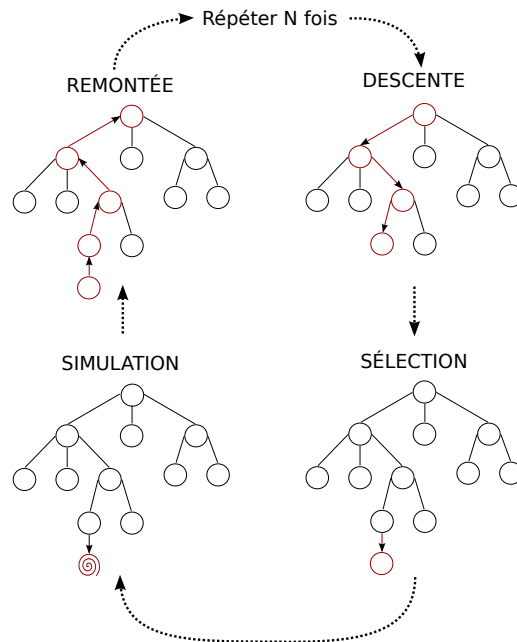 Répéter N fois
REMONTÉE
DESCENTE
SIMULATION
SÉLECTION